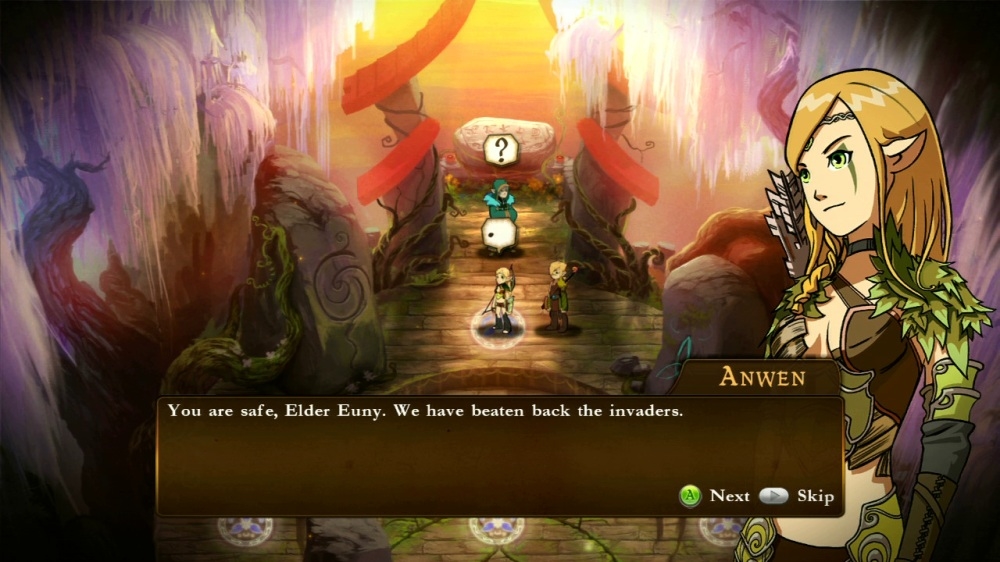 ?
ANWEN
You are safe, Elder Euny. We have beaten back the invaders.
A Next Skip